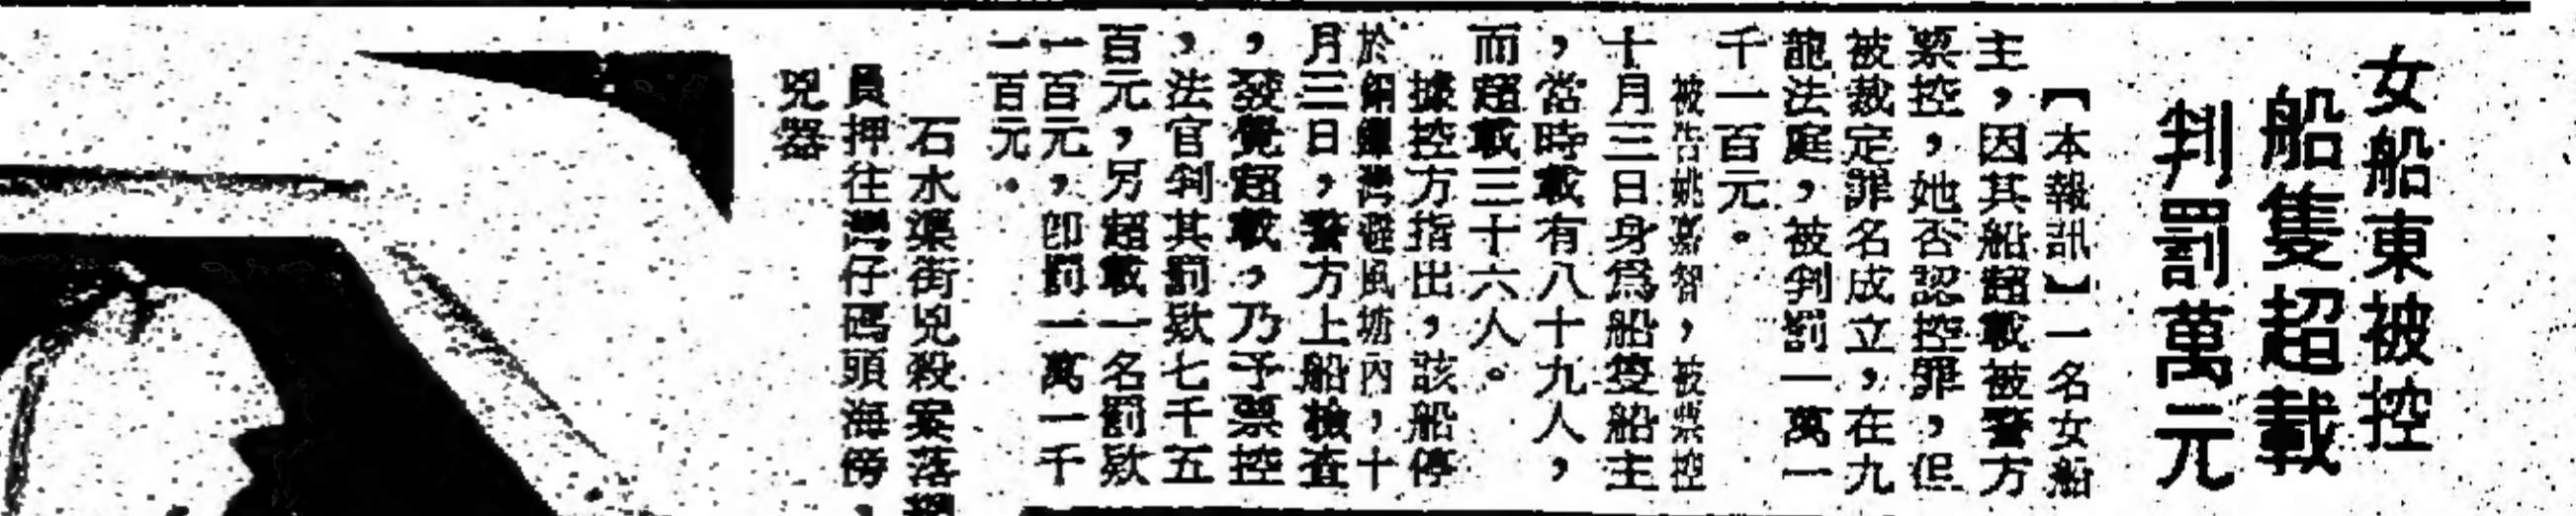 女船東被控
船隻超載
判罰萬元
【本報訊】一名女船
主，因其船超載被警方
票控，她否認控罪，但
被裁定罪名成立，在九
龍法庭，被判罰一萬一
千一百元。
被告姚嘉智，被票控
十月三日身爲船隻船主
，當時載有八十九人，
而超載三十六人。
據控方指出，該船停
於銅鑼灣避風塘內，十
月三日，警方上船檢查
，發覺超載，乃予票控
，法官判其罰欵七千五
百元，另超載一名罰欵
一百元，卽罰一萬一千
一百元。
石水渠街兇殺案落網
員押往灣仔碼頭海傍，
兇器